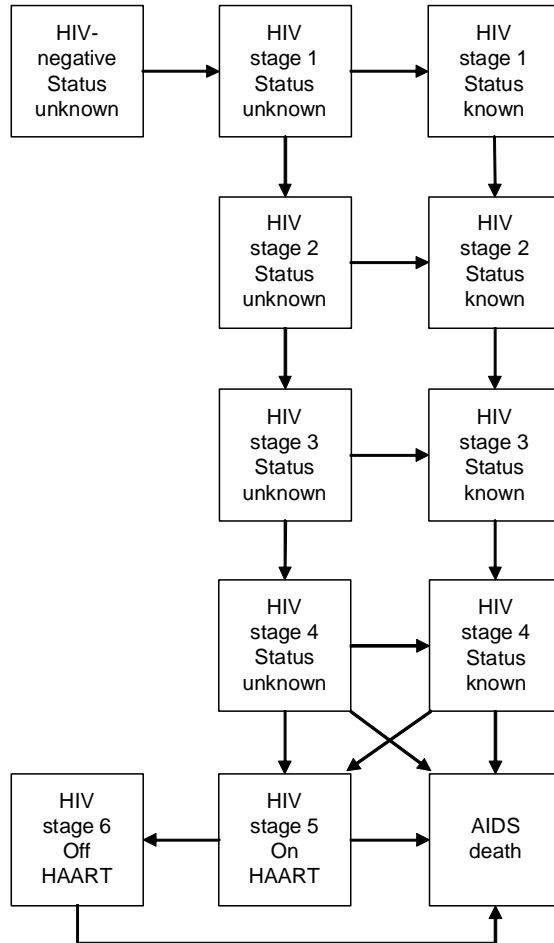 HIV-
negative
Status
unknown
HIV
stage 1
Status
unknown
HIV
stage 1
Status
known
HIV
stage 2
Status
unknown
HIV
stage 2
Status
known
HIV
stage 3
Status
unknown
HIV
stage 3
Status
known
HIV
stage 4
Status
unknown
HIV
stage 4
Status
known
HIV
stage 6
Off
HAART
HIV
stage 5
On
HAART
AIDS
death